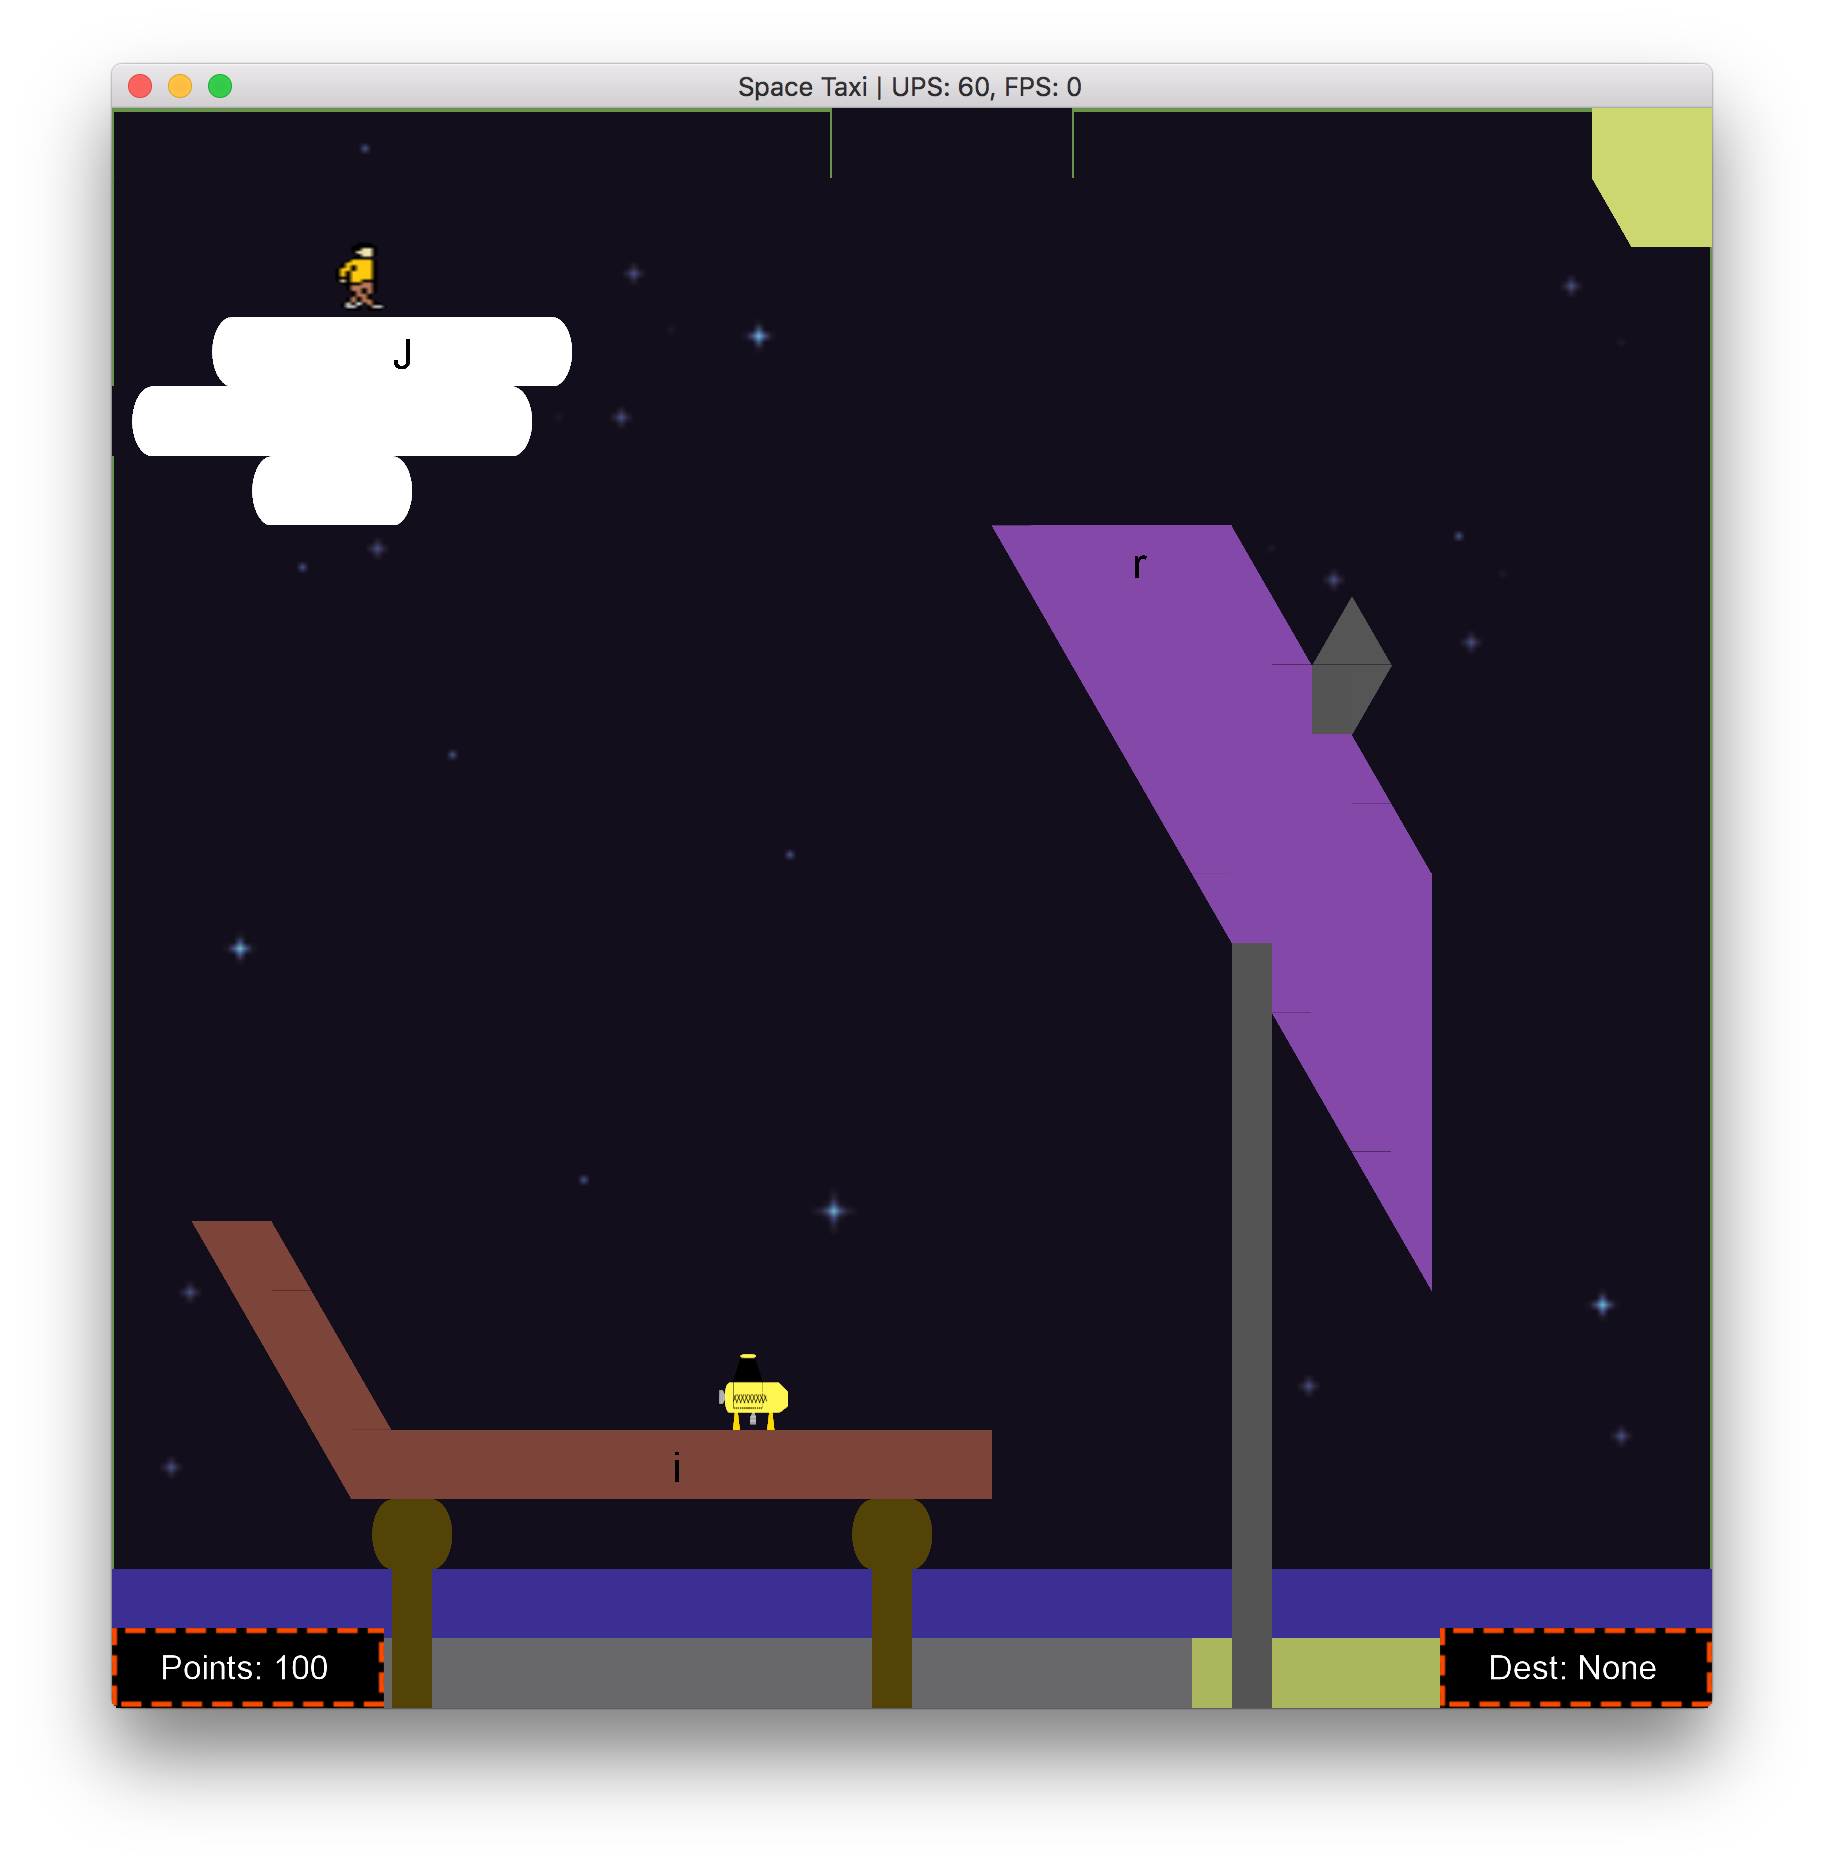 Space Taxi | UPS: 60, FPS: 0
J
r
i
Points: 100
Dest: None